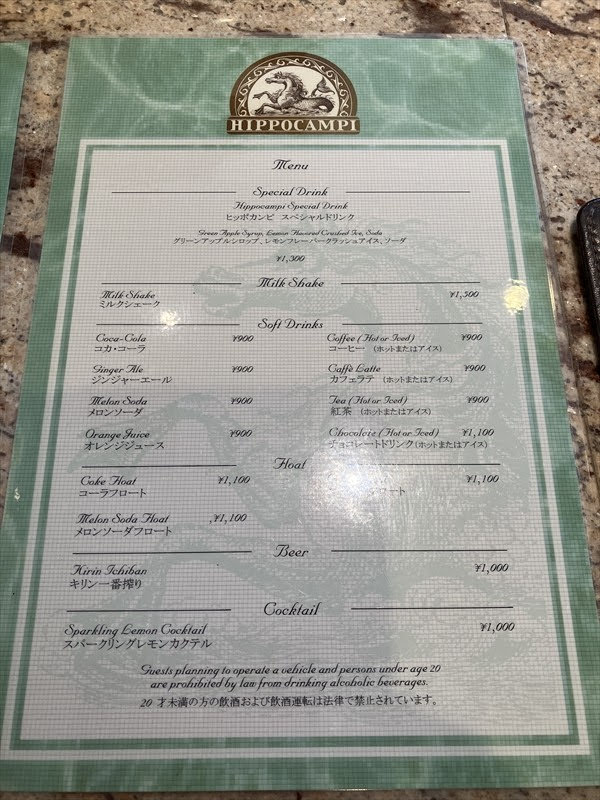 HIPPOCAMPI
Menu
Special Drink
Hippocampi Special Drink
ヒッポカンピ スペシャルドリンク
Green Apple Syrup, Lemon Flavored Crushed Ice, Soda
グリーンアップルシロップ、レモンフレーバークラッシュアイス、ソーダ
¥1,300
Milk Shake
Milk Shake ¥1,300
ミルクシェーク
Soft Drinks
Coca-Cola ¥900
コカ・コーラ
Ginger Ale ¥900
ジンジャーエール
Melon Soda ¥900
メロンソーダ
Orange Juice ¥900
オレンジジュース
Coffee (Hot or Iced) ¥900
コーヒー (ホットまたはアイス)
Caffè Latte ¥900
カフェラテ (ホットまたはアイス)
Tea (Hot or Iced) ¥900
紅茶 (ホットまたはアイス)
Chocolate (Hot or Iced) ¥1,100
チョコレートドリンク(ホットまたはアイス)
Float
Coke Float ¥1,100
コーラフロート
Melon Soda Float ¥1,100
メロンソーダフロート
¥1,100
ート
Beer
Kirin Ichiban ¥1,000
キリン一番搾り
Cocktail
Sparkling Lemon Cocktail ¥1,000
スパークリングレモンカクテル
Guests planning to operate a vehicle and persons under age 20
are prohibited by law from drinking alcoholic beverages.
20 才未満の方の飲酒および飲酒運転は法律で禁止されています。